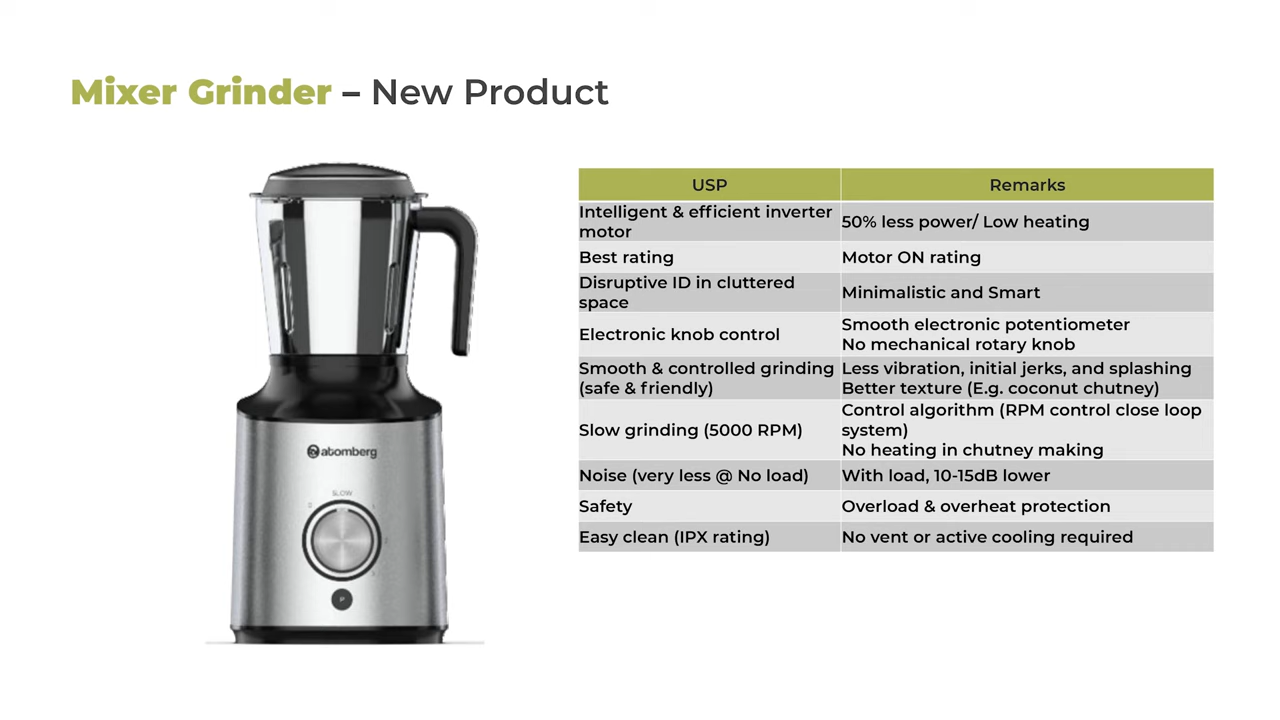 Mixer Grinder – New Product
USP
Remarks
Intelligent & efficient inverter
motor
50% less power/ Low heating
Best rating
Motor ON rating
Disruptive ID in cluttered
space
Minimalistic and Smart
Electronic knob control
Smooth electronic potentiometer
No mechanical rotary knob
Smooth & controlled grinding
(safe & friendly)
Less vibration, initial jerks, and splashing
Better texture (E.g. coconut chutney)
Slow grinding (5000 RPM)
Control algorithm (RPM control close loop
system)
No heating in chutney making
Noise (very less @ No load)
With load, 10-15dB lower
Safety
Overload & overheat protection
Easy clean (IPX rating)
No vent or active cooling required
atomberg
SLOW
P